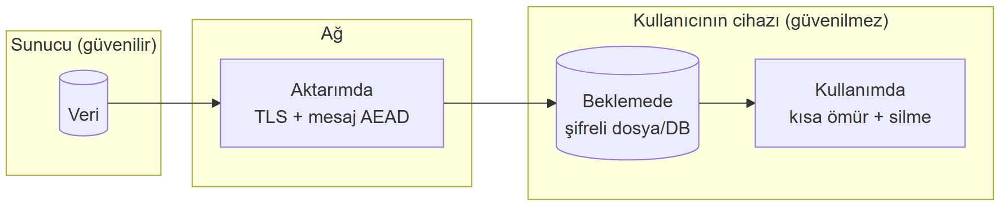 Sunucu (güvenilir)
Veri
Ağ
Aktarımda
TLS + mesaj AEAD
Kullanıcının cihazı (güvenilmez)
Beklemede
şifreli dosya/DB
Kullanımda
kısa ömür + silme